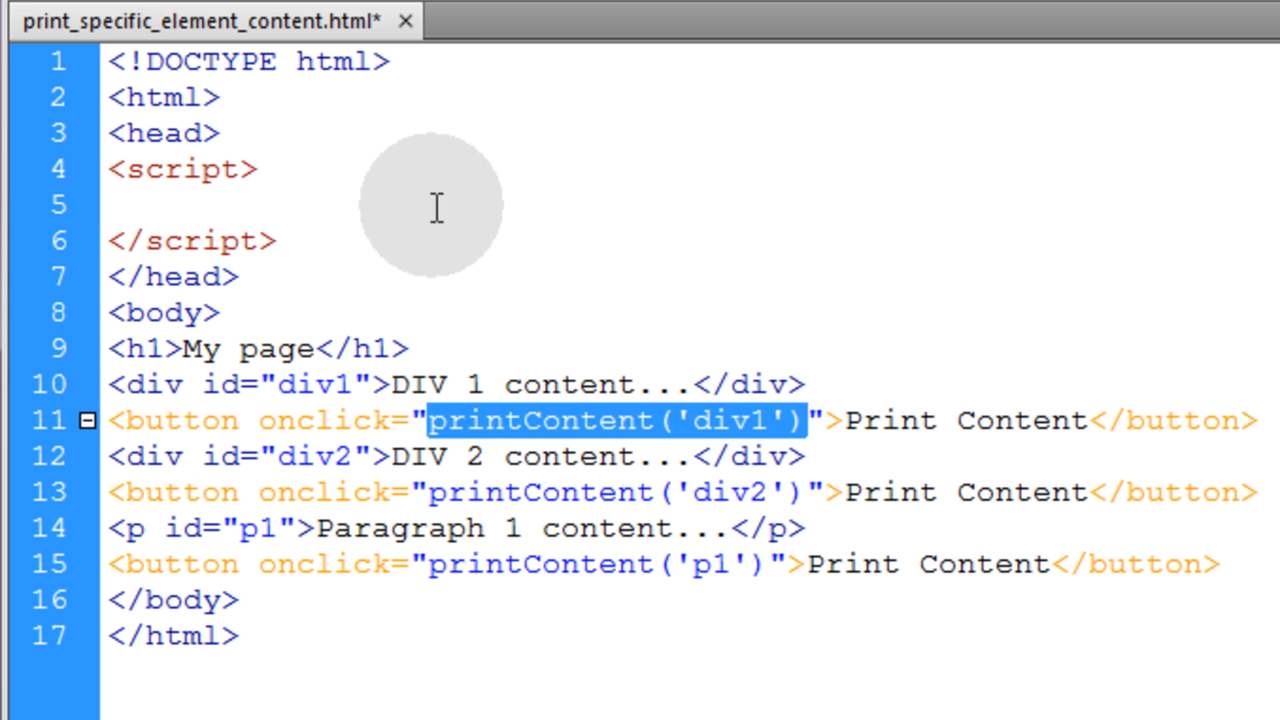 print_specific_element_content.html*
1 <!DOCTYPE html>
2 <html>
3 <head>
4 <script>
5
6 </script>
7 </head>
8 <body>
9 <h1>My page</h1>
10 <div id="div1">DIV 1 content...</div>
11 <button onclick="printContent('div1')">Print Content</button>
12 <div id="div2">DIV 2 content...</div>
13 <button onclick="printContent('div2')">Print Content</button>
14 <p id="p1">Paragraph 1 content...</p>
15 <button onclick="printContent('p1')">Print Content</button>
16 </body>
17 </html>